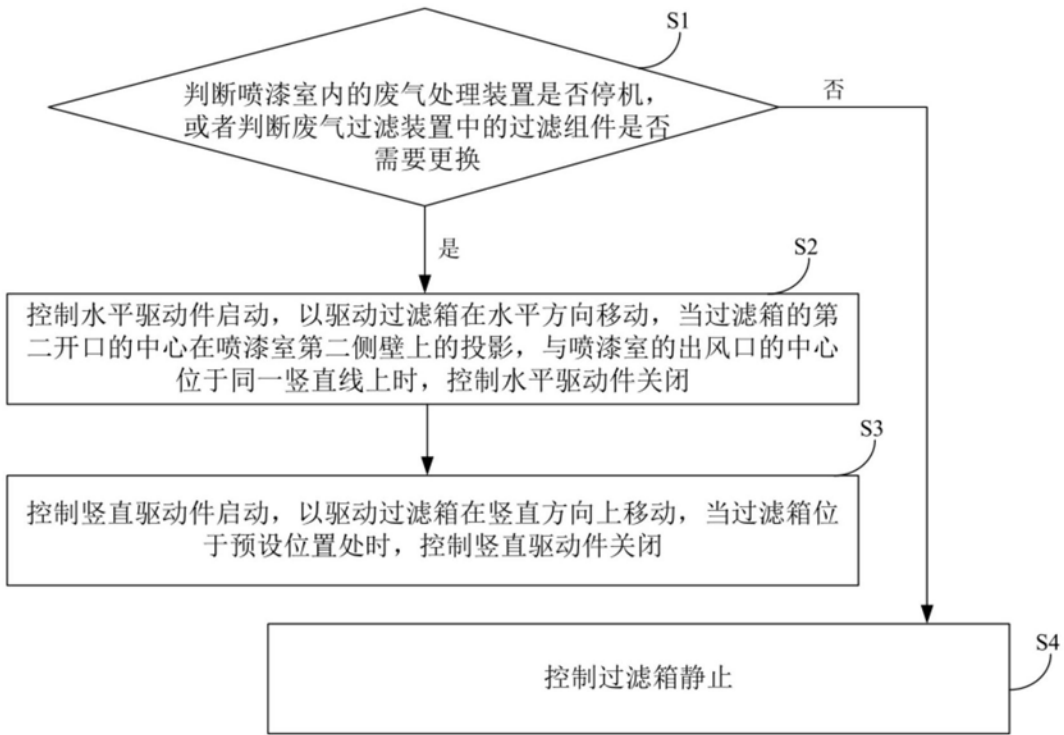 S1
判断喷漆室内的废气处理装置是否停机，
或者判断废气过滤装置中的过滤组件是否
需要更换
否
是
S2
控制水平驱动件启动，以驱动过滤箱在水平方向移动，当过滤箱的第
二开口的中心在喷漆室第二侧壁上的投影，与喷漆室的出风口的中心
位于同一竖直线上时，控制水平驱动件关闭
S3
控制竖直驱动件启动，以驱动过滤箱在竖直方向上移动，当过滤箱位
于预设位置处时，控制竖直驱动件关闭
S4
控制过滤箱静止